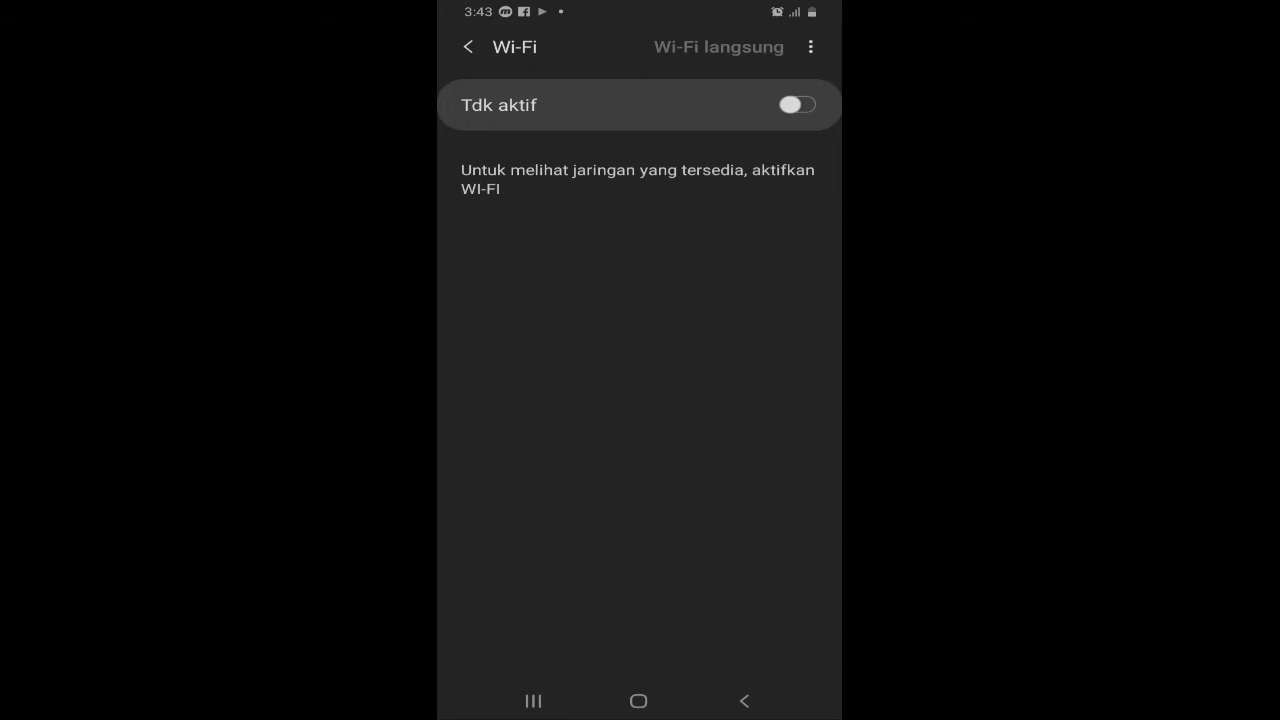 3:43
Wi-Fi Wi-Fi langsung
Tdk aktif
Untuk melihat jaringan yang tersedia, aktifkan
WI-FI